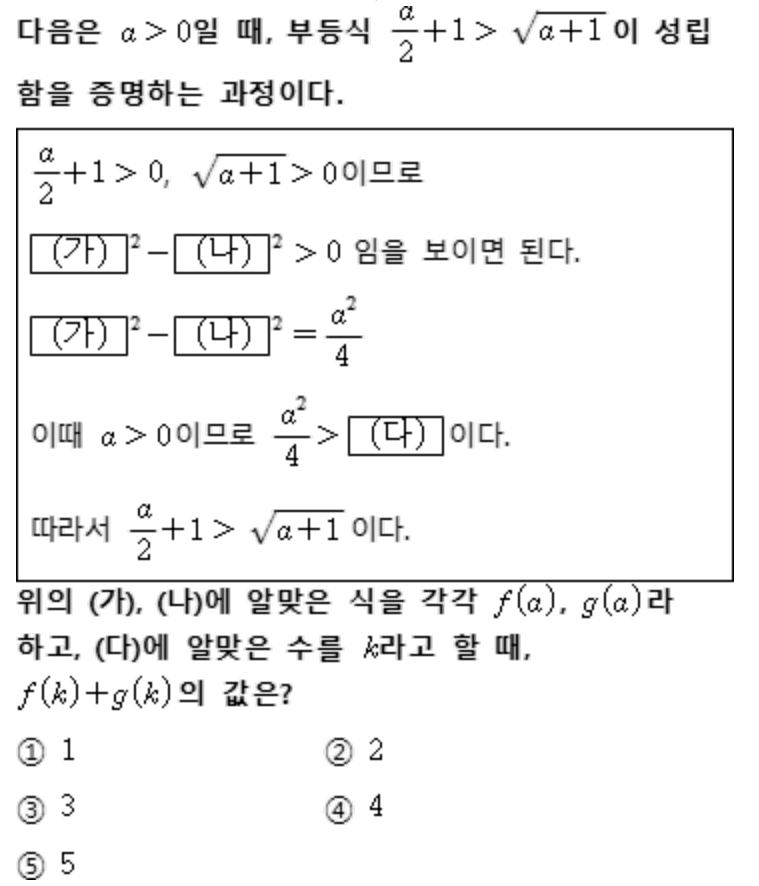 다음은 a > 0일 때, 부등식 a/2 + 1 > √(a+1) 이 성립
함을 증명하는 과정이다.
a/2 + 1 > 0, √(a+1) > 0이므로
(가)² − (나)² > 0 임을 보이면 된다.
(가)² − (나)² = a²/4
이때 a > 0이므로 a²/4 > (다) 이다.
따라서 a/2 + 1 > √(a+1) 이다.
위의 (가), (나)에 알맞은 식을 각각 f(a), g(a)라
하고, (다)에 알맞은 수를 k라고 할 때,
f(k)+g(k)의 값은?
① 1 ② 2
③ 3 ④ 4
⑤ 5